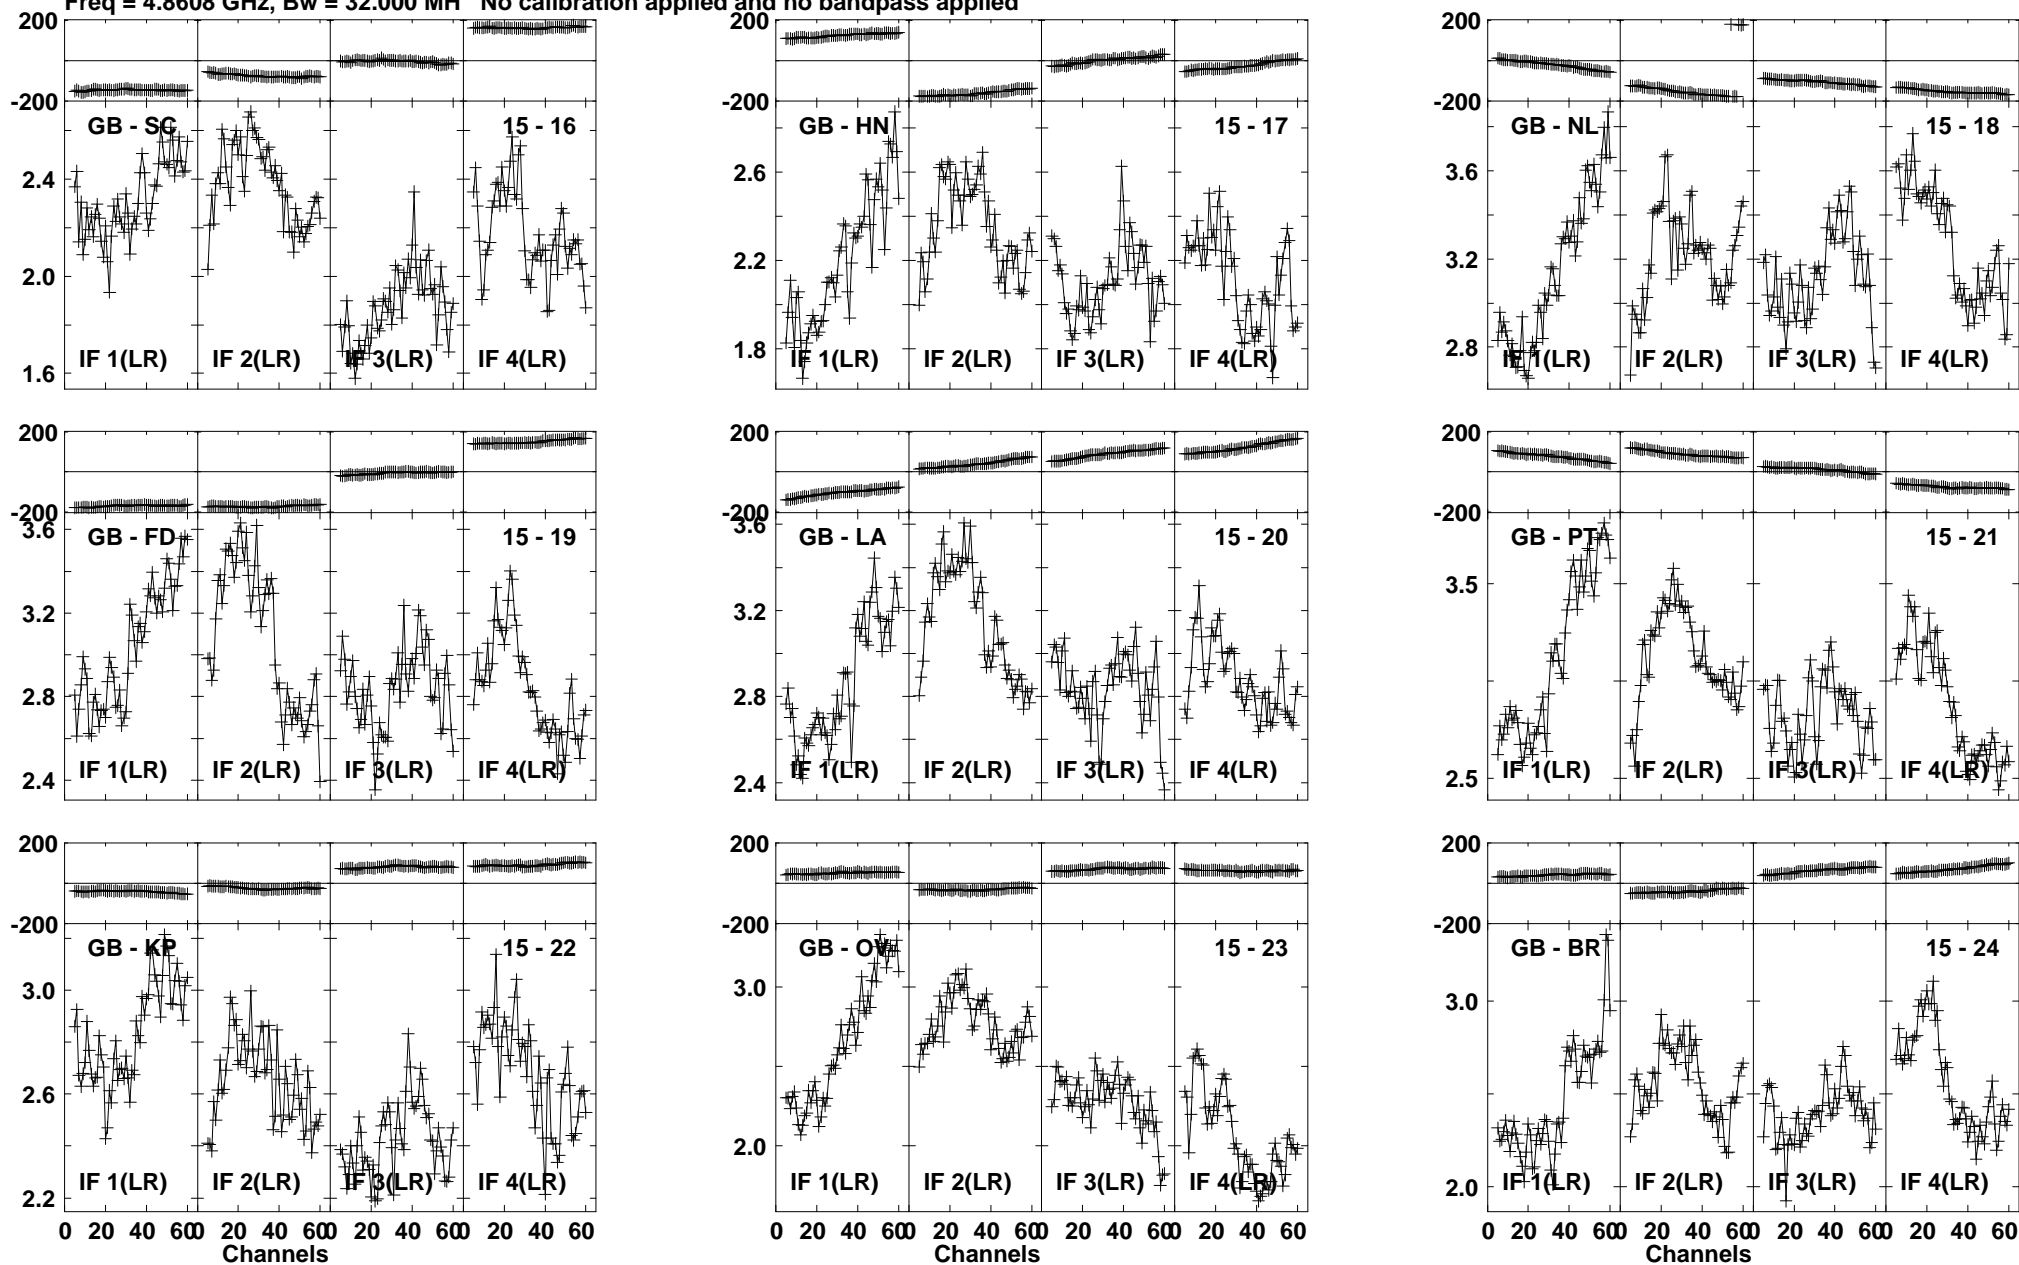 Freq = 4.8608 GHz, Bw = 32.000 MH No calibration applied and no bandpass applied
200
-200
GB - SC 15 - 16
2.4
2.0
1.6
IF 1(LR) IF 2(LR) IF 3(LR) IF 4(LR)
200
-200
GB - HN 15 - 17
2.6
2.2
1.8
IF 1(LR) IF 2(LR) IF 3(LR) IF 4(LR)
200
-200
GB - NL 15 - 18
3.6
3.2
2.8
IF 1(LR) IF 2(LR) IF 3(LR) IF 4(LR)
200
-200
3.6
GB - FD 15 - 19
3.2
2.8
2.4
IF 1(LR) IF 2(LR) IF 3(LR) IF 4(LR)
200
-200
3.6
GB - LA 15 - 20
3.2
2.8
2.4
IF 1(LR) IF 2(LR) IF 3(LR) IF 4(LR)
200
-200
GB - PT 15 - 21
3.5
2.5
IF 1(LR) IF 2(LR) IF 3(LR) IF 4(LR)
200
-200
GB - KP 15 - 22
3.0
2.6
2.2
IF 1(LR) IF 2(LR) IF 3(LR) IF 4(LR)
0 20 40 60 0 20 40 60 0 20 40 60 0 20 40 60
Channels
200
-200
GB - OV 15 - 23
3.0
2.0
IF 1(LR) IF 2(LR) IF 3(LR) IF 4(LR)
0 20 40 60 0 20 40 60 0 20 40 60 0 20 40 60
Channels
200
-200
GB - BR 15 - 24
3.0
2.0
IF 1(LR) IF 2(LR) IF 3(LR) IF 4(LR)
0 20 40 60 0 20 40 60 0 20 40 60 0 20 40 60
Channels